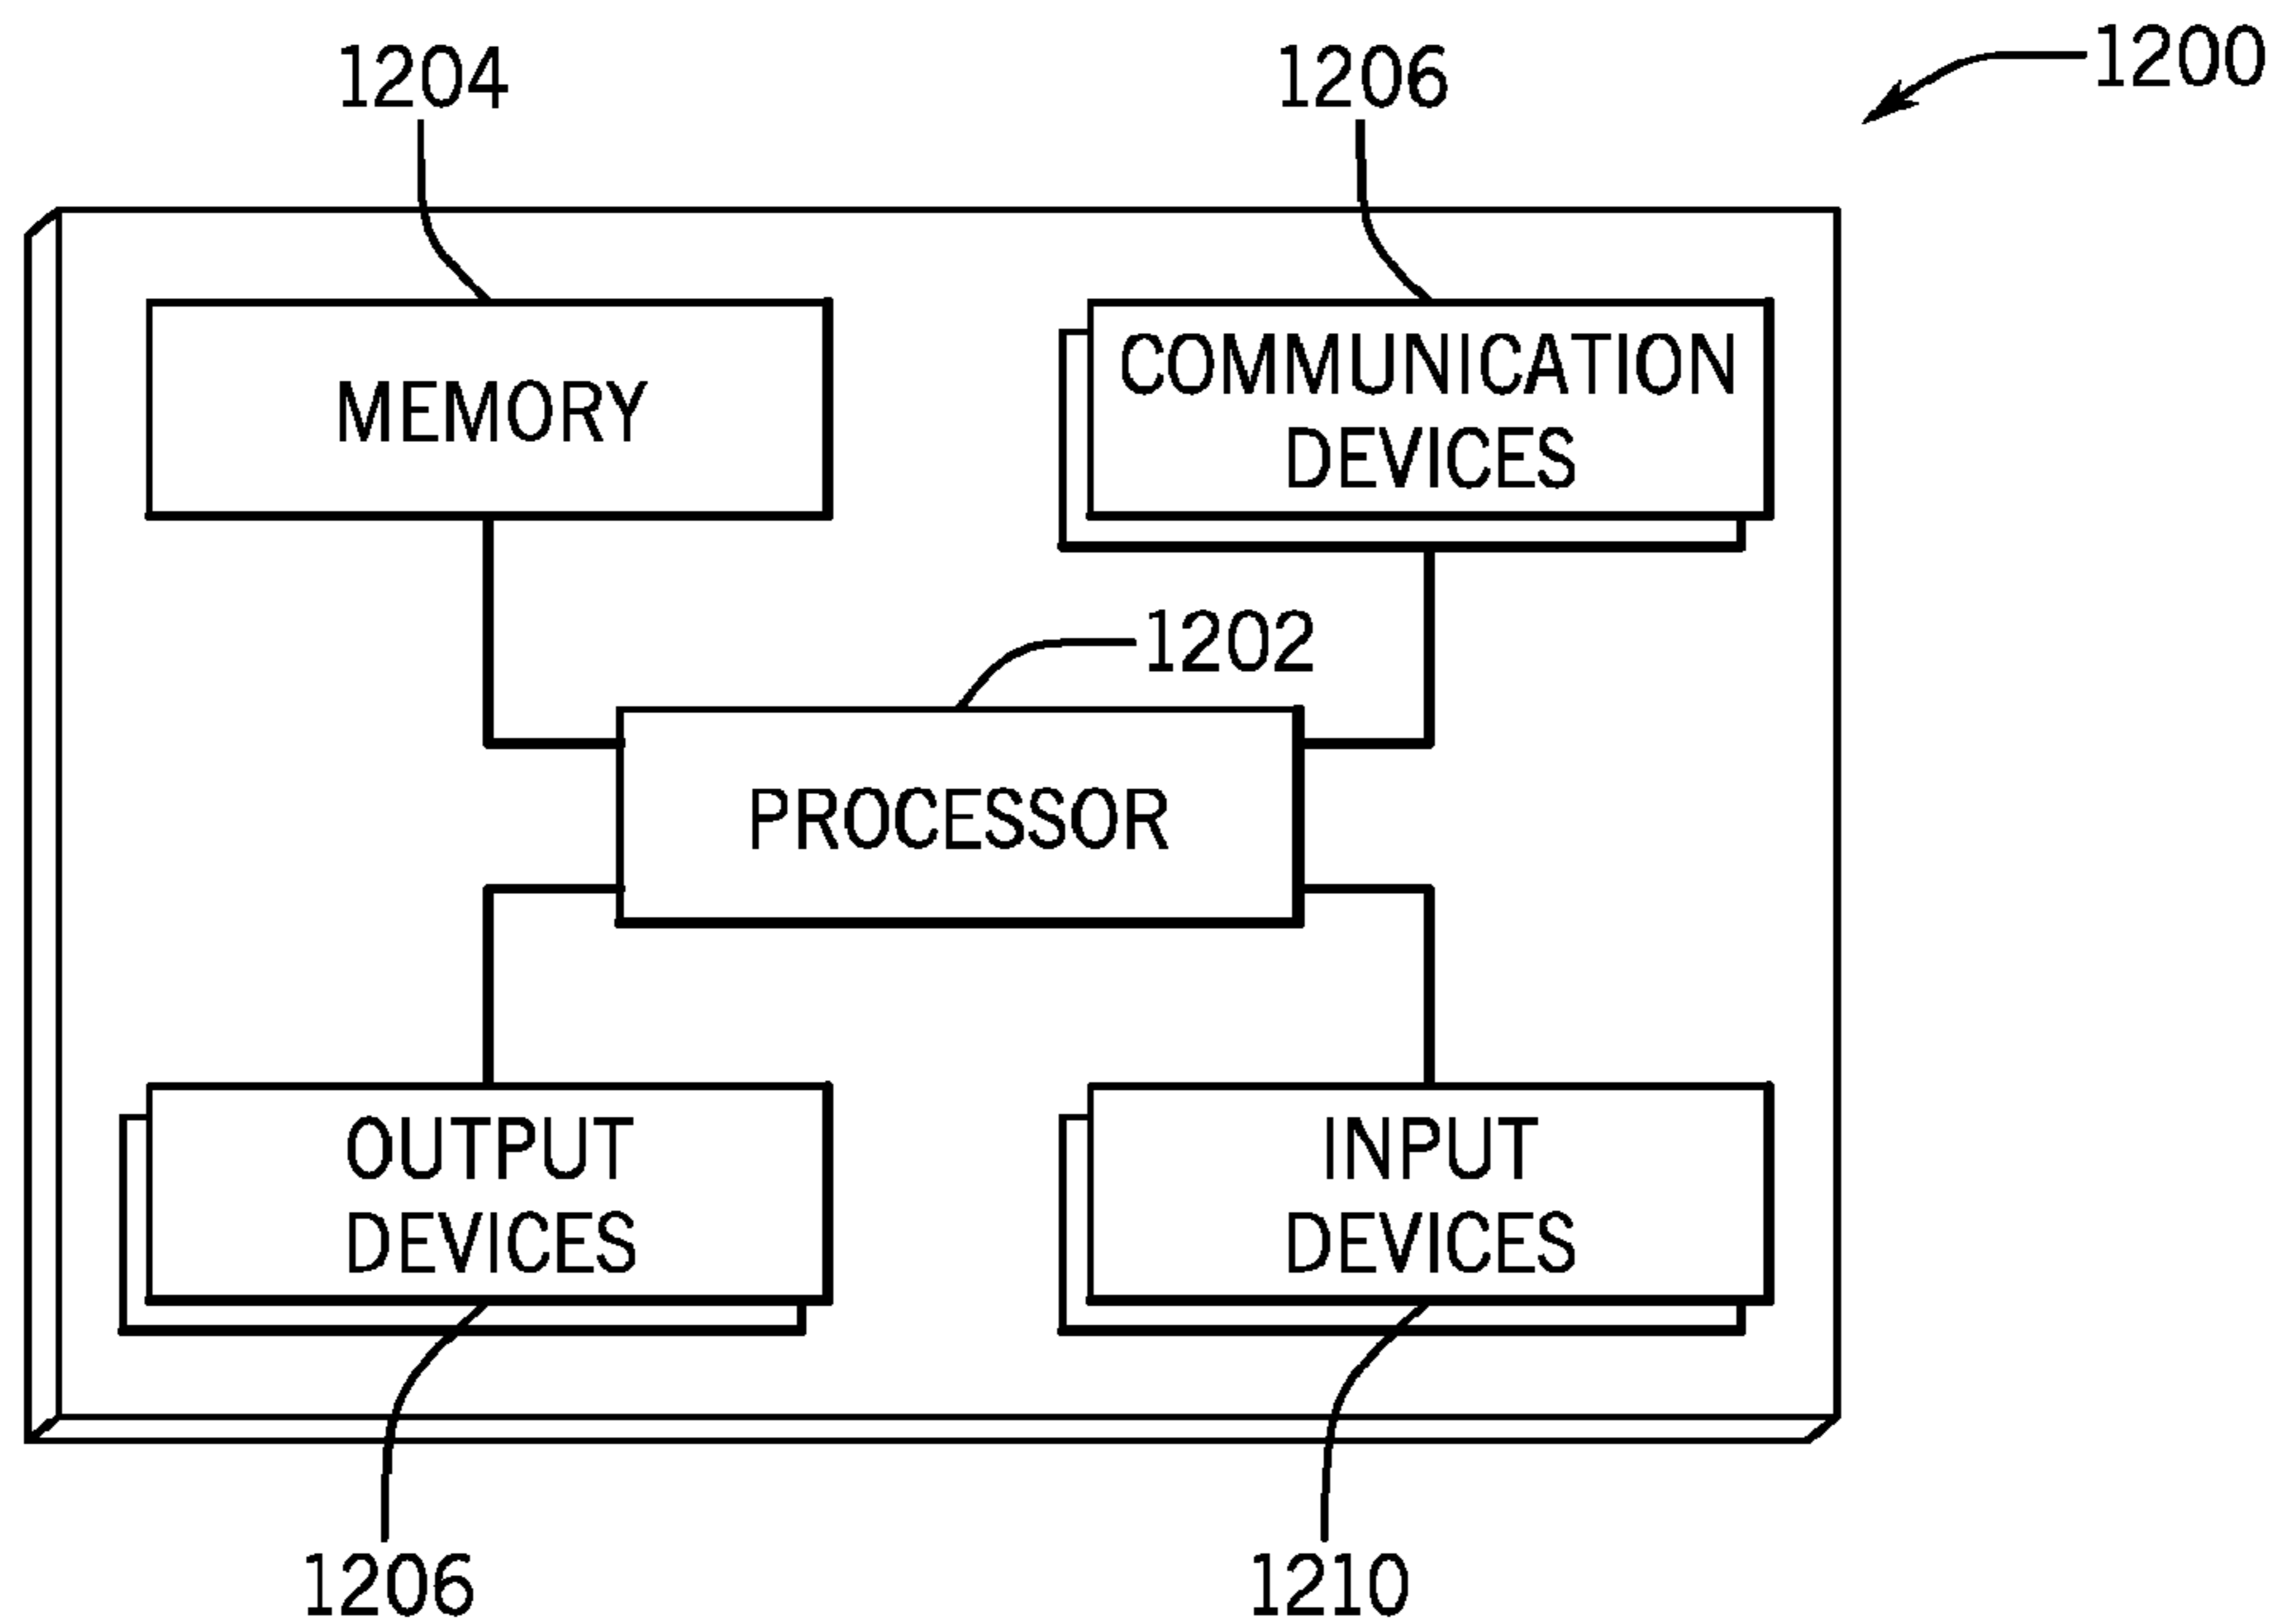 1200
1204
1206
MEMORY
COMMUNICATION
DEVICES
1202
PROCESSOR
OUTPUT
DEVICES
INPUT
DEVICES
1206
1210